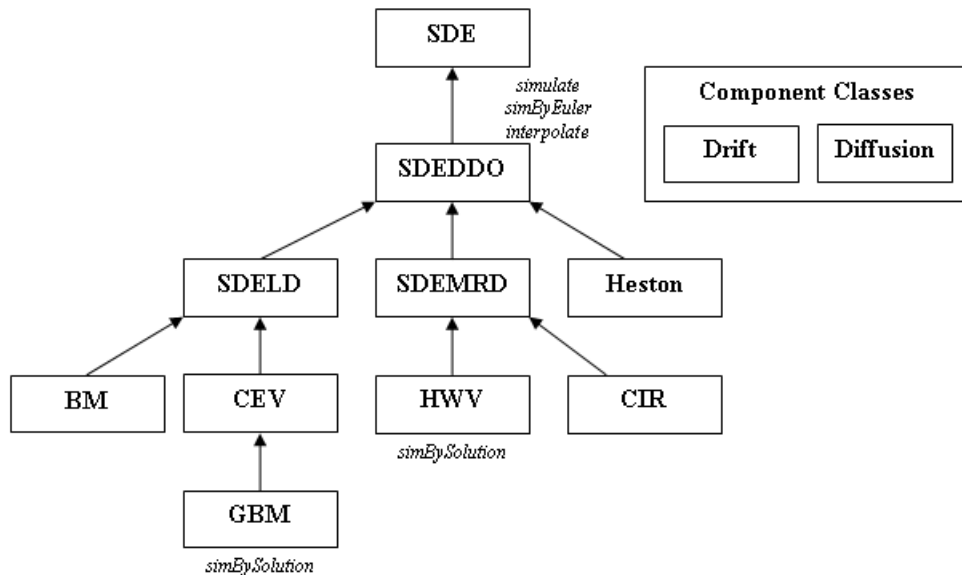 SDE
simulate
simByEuler
interpolate
Component Classes
Drift
Diffusion
SDEDDO
SDELD
SDEMRD
Heston
BM
CEV
HWV
CIR
simBySolution
GBM
simBySolution